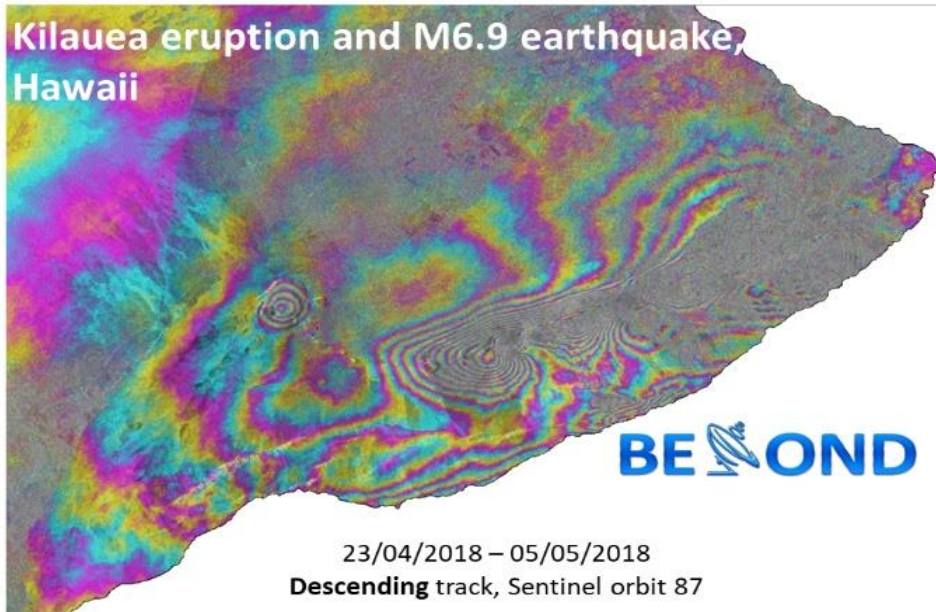 Kilauea eruption and M6.9 earthquake,
Hawaii
BEYOND
23/04/2018 – 05/05/2018
Descending track, Sentinel orbit 87